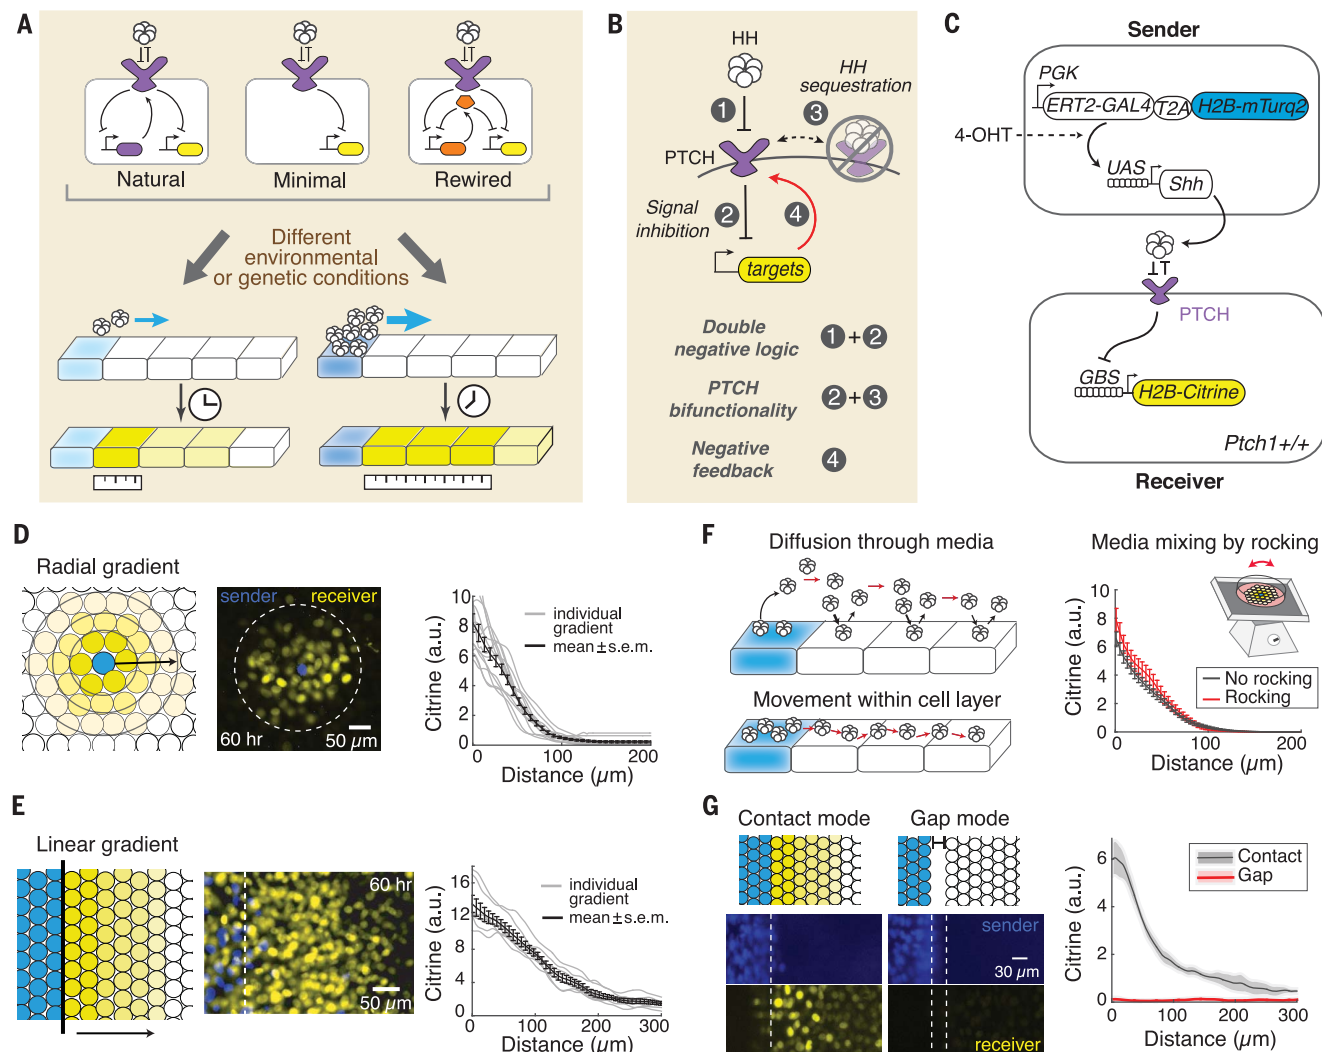 A
Natural
Minimal
Rewired
Different
environmental
or genetic conditions
B
HH
HH
sequestration
1
3
PTCH
Signal
inhibition
2
4
targets
Double
negative logic
1+2
PTCH
bifunctionality
2+3
Negative
feedback
4
C
Sender
PGK
ERT2-GAL4
T2A
H2B-mTurq2
4-OHT
UAS
Shh
PTCH
GBS
H2B-Citrine
Ptch1+/+
Receiver
D
Radial gradient
sender
receiver
60 hr
50 µm
10
8
6
4
2
0
Citrine (a.u.)
individual
gradient
mean ± s.e.m.
0
50
100
150
200
Distance (µm)
E
Linear gradient
60 hr
50 µm
16
12
8
4
0
Citrine (a.u.)
individual
gradient
mean ± s.e.m.
0
100
200
300
Distance (µm)
F
Diffusion through media
Movement within cell layer
Media mixing by rocking
10
8
6
4
2
0
Citrine (a.u.)
No rocking
Rocking
0
100
200
Distance (µm)
G
Contact mode
Gap mode
sender
30 µm
receiver
6
4
2
0
Citrine (a.u.)
Contact
Gap
0
100
200
300
Distance (µm)